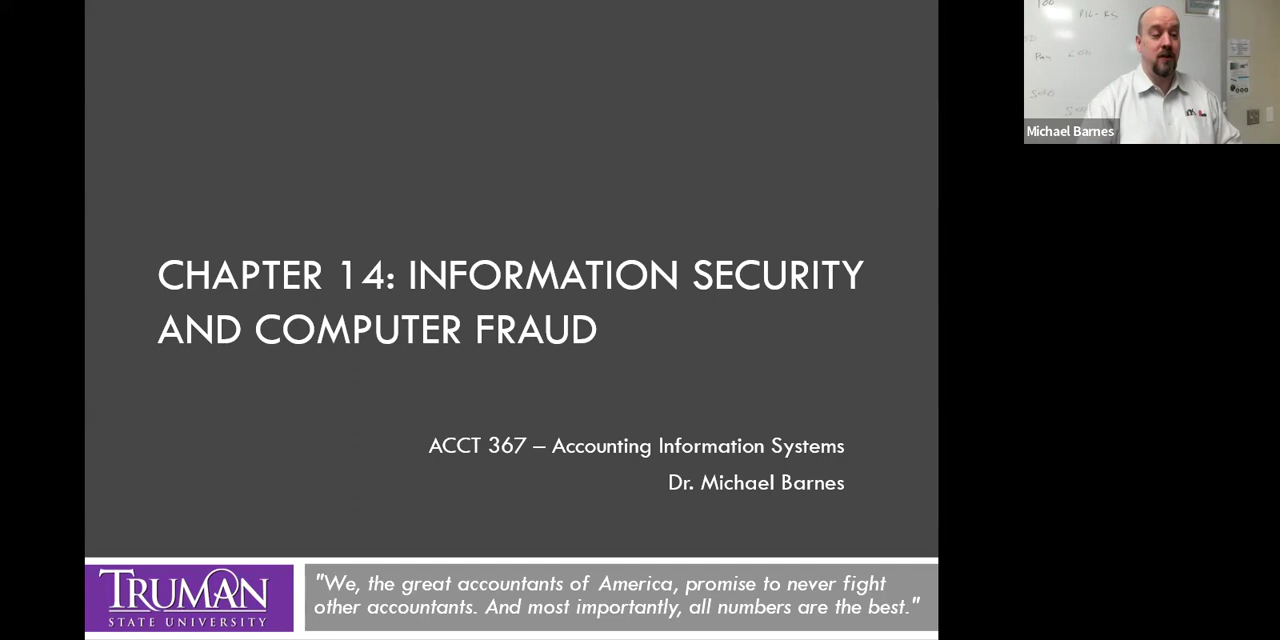 CHAPTER 14: INFORMATION SECURITY
AND COMPUTER FRAUD
ACCT 367 – Accounting Information Systems
Dr. Michael Barnes
TRUMAN
STATE UNIVERSITY
"We, the great accountants of America, promise to never fight
other accountants. And most importantly, all numbers are the best."
Michael Barnes